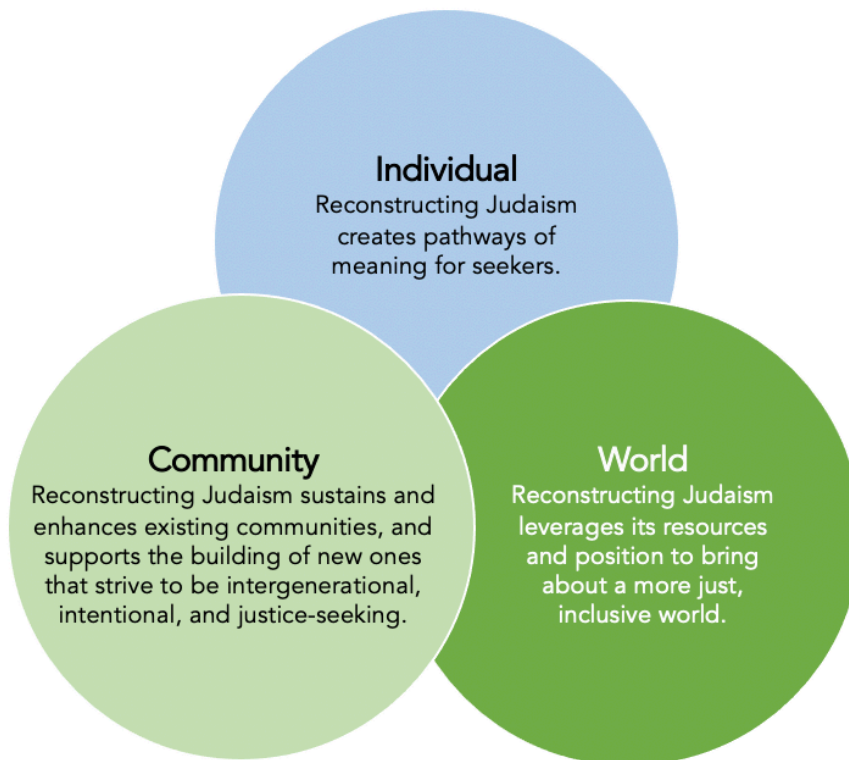 Individual
Reconstructing Judaism
creates pathways of
meaning for seekers.
Community
Reconstructing Judaism sustains and
enhances existing communities, and
supports the building of new ones
that strive to be intergenerational,
intentional, and justice-seeking.
World
Reconstructing Judaism
leverages its resources
and position to bring
about a more just,
inclusive world.